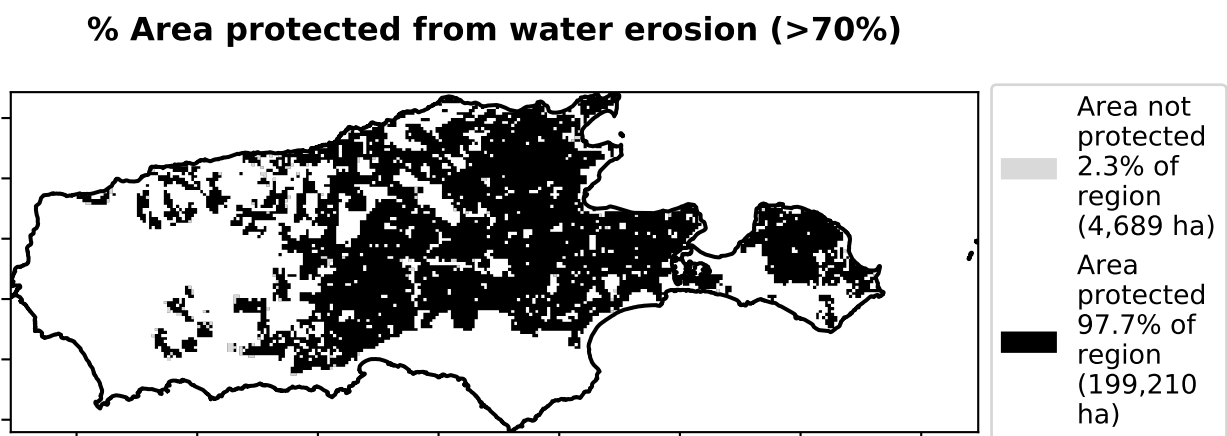 % Area protected from water erosion (>70%)
Area not
protected
2.3% of
region
(4,689 ha)
Area
protected
97.7% of
region
(199,210
ha)